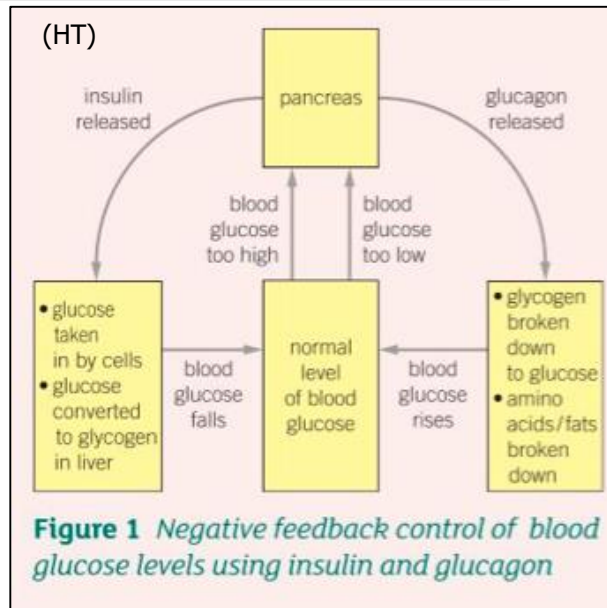 (HT)
insulin
released
pancreas
glucagon
released
blood
glucose
too high
blood
glucose
too low
• glucose
taken
in by cells
• glucose
converted
to glycogen
in liver
blood
glucose
falls
normal
level
of blood
glucose
blood
glucose
rises
• glycogen
broken
down
to glucose
• amino
acids/fats
broken
down
Figure 1 Negative feedback control of blood
glucose levels using insulin and glucagon